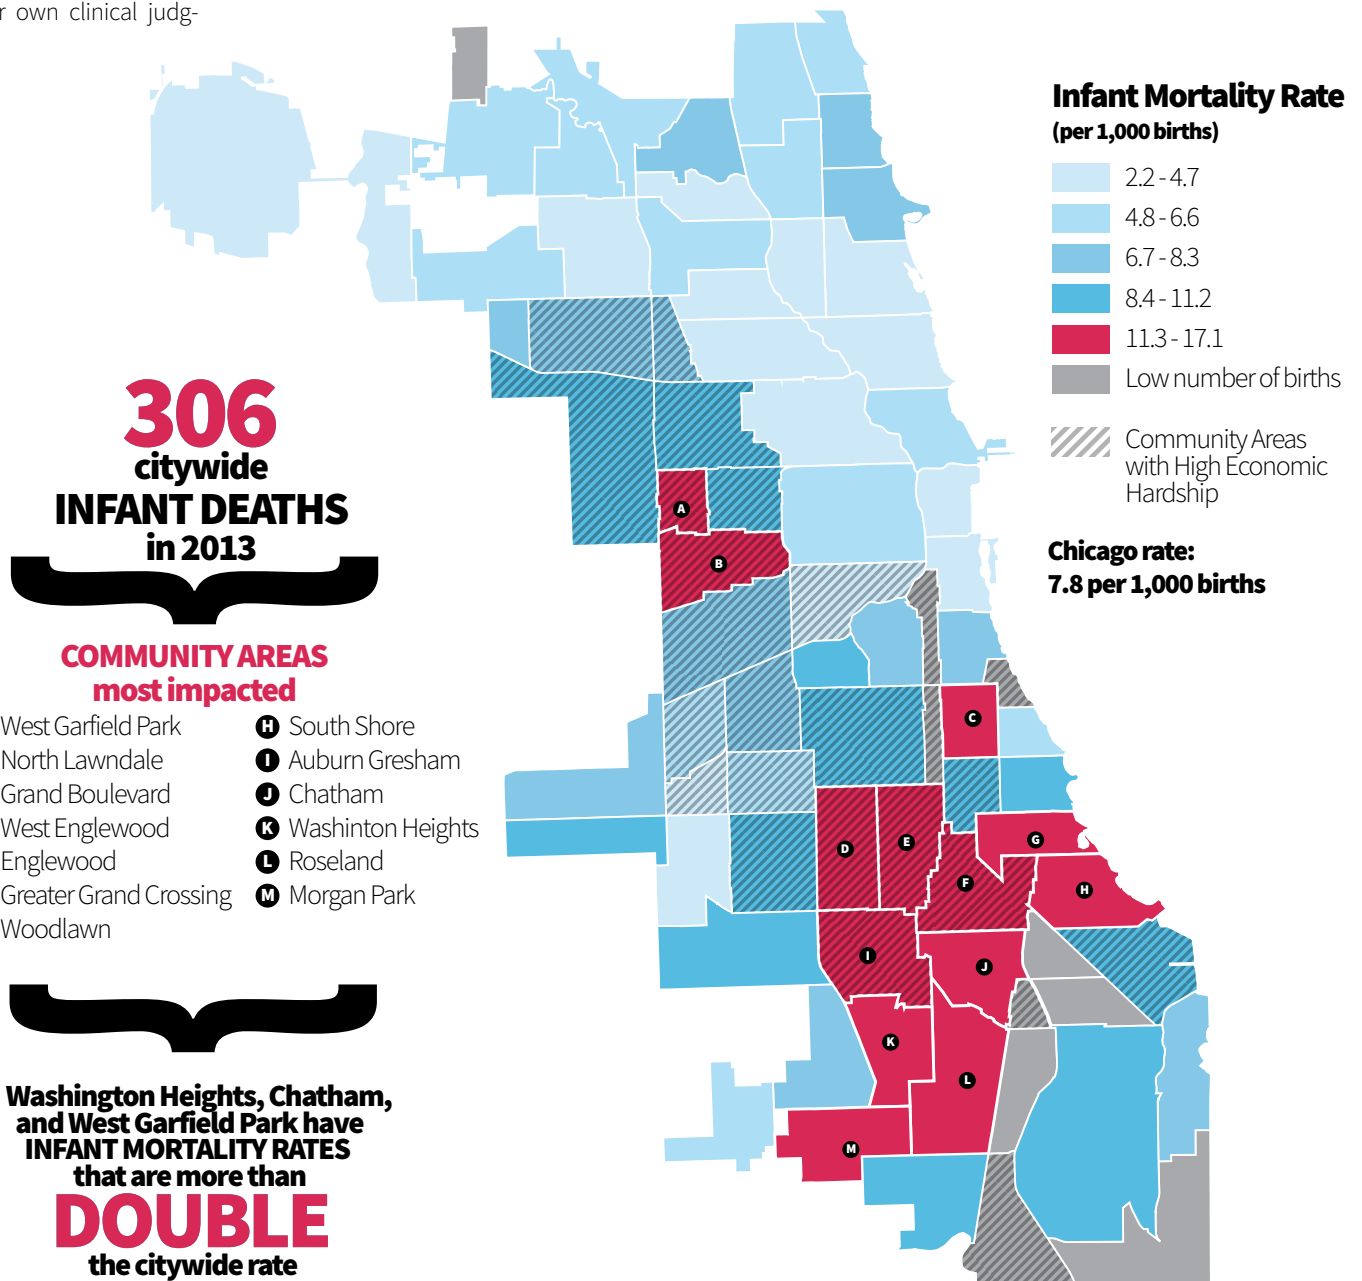 r own clinical judg-
Infant Mortality Rate
(per 1,000 births)
2.2 - 4.7
4.8 - 6.6
6.7 - 8.3
8.4 - 11.2
11.3 - 17.1
Low number of births
Community Areas
with High Economic
Hardship
Chicago rate:
7.8 per 1,000 births
306
citywide
INFANT DEATHS
in 2013
COMMUNITY AREAS
most impacted
West Garfield Park
North Lawndale
Grand Boulevard
West Englewood
Englewood
Greater Grand Crossing
Woodlawn
H South Shore
I Auburn Gresham
J Chatham
K Washinton Heights
L Roseland
M Morgan Park
Washington Heights, Chatham,
and West Garfield Park have
INFANT MORTALITY RATES
that are more than
DOUBLE
the citywide rate
A
B
C
D
E
F
G
H
I
J
K
L
M